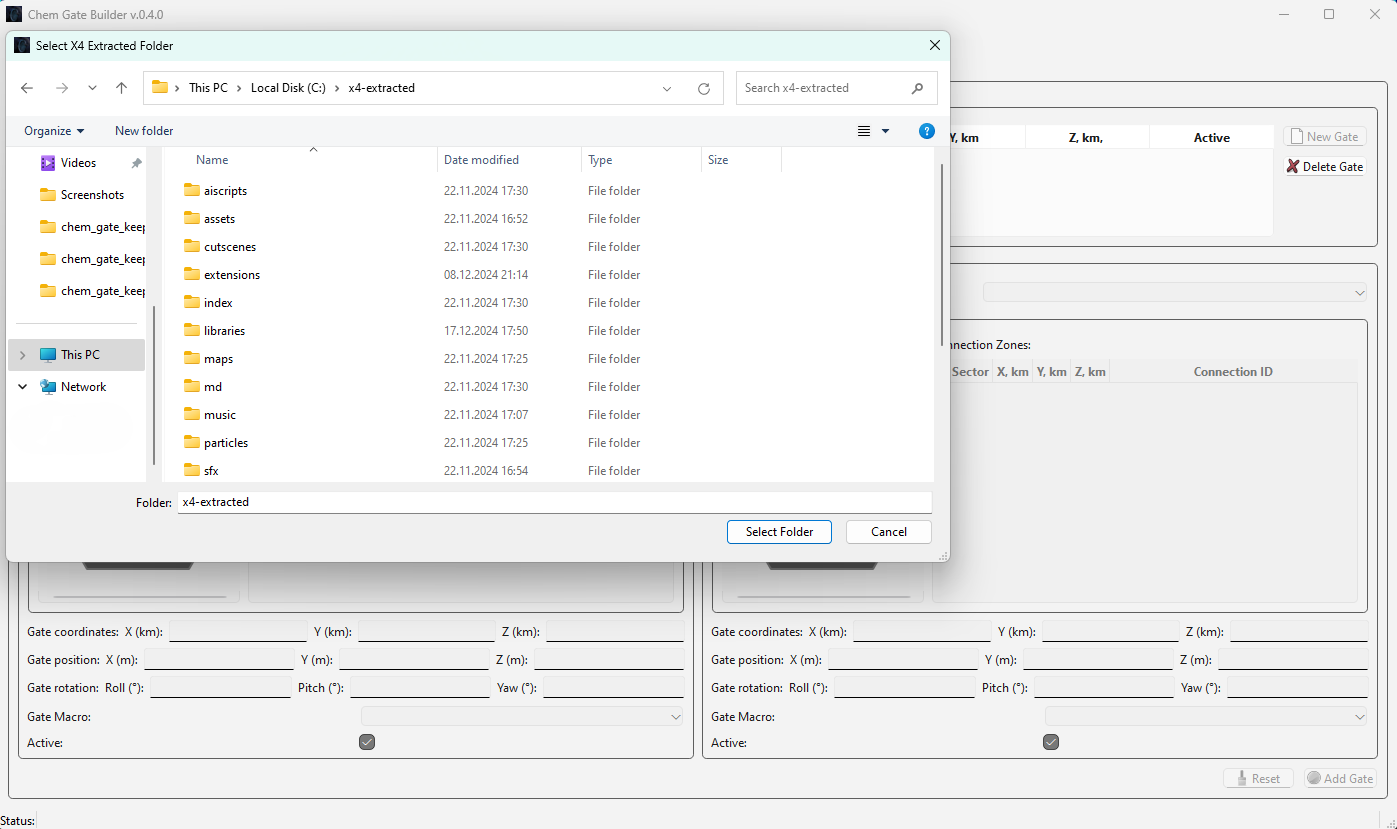 Chem Gate Builder v.0.4.0
Select X4 Extracted Folder
This PC > Local Disk (C:) > x4-extracted
Search x4-extracted
Organize
New folder
Videos
Screenshots
chem_gate_keep
chem_gate_keep
chem_gate_keep
This PC
Network
Name Date modified Type Size
aiscripts 22.11.2024 17:30 File folder
assets 22.11.2024 16:52 File folder
cutscenes 22.11.2024 17:30 File folder
extensions 08.12.2024 21:14 File folder
index 22.11.2024 17:30 File folder
libraries 17.12.2024 17:50 File folder
maps 22.11.2024 17:25 File folder
md 22.11.2024 17:30 File folder
music 22.11.2024 17:07 File folder
particles 22.11.2024 17:25 File folder
sfx 22.11.2024 16:54 File folder
Folder: x4-extracted
Select Folder
Cancel
Y, km Z, km, Active
New Gate
Delete Gate
nnection Zones:
Sector X, km Y, km Z, km Connection ID
Gate coordinates: X (km): Y (km): Z (km):
Gate position: X (m): Y (m): Z (m):
Gate rotation: Roll (°): Pitch (°): Yaw (°):
Gate Macro:
Active:
Gate coordinates: X (km): Y (km): Z (km):
Gate position: X (m): Y (m): Z (m):
Gate rotation: Roll (°): Pitch (°): Yaw (°):
Gate Macro:
Active:
Reset
Add Gate
Status: